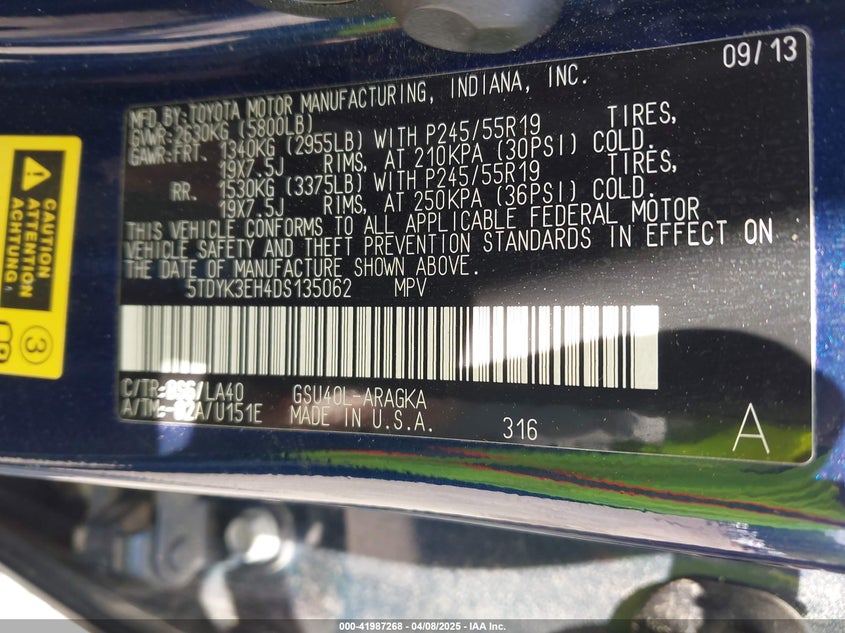 09/13
MFD.BY:TOYOTA MOTOR MANUFACTURING, INDIANA, INC.
GVWR:2630KG (5800LB)
GAWR:FRT. 1340KG (2955LB) WITH P245/55R19 TIRES,
19X7.5J RIMS, AT 210KPA (30PSI) COLD.
RR. 1530KG (3375LB) WITH P245/55R19 TIRES,
19X7.5J RIMS, AT 250KPA (36PSI) COLD.
THIS VEHICLE CONFORMS TO ALL APPLICABLE FEDERAL MOTOR
VEHICLE SAFETY AND THEFT PREVENTION STANDARDS IN EFFECT ON
THE DATE OF MANUFACTURE SHOWN ABOVE.
5TDYK3EH4DS135062 MPV
C/TR: /LA40 GSU40L-ARAGKA
A/TM:-02A/U151E MADE IN U.S.A.
316
A
CAUTION
ATTENTION
ACHTUNG
3
000-41987268 - 04/08/2025 - IAA Inc.